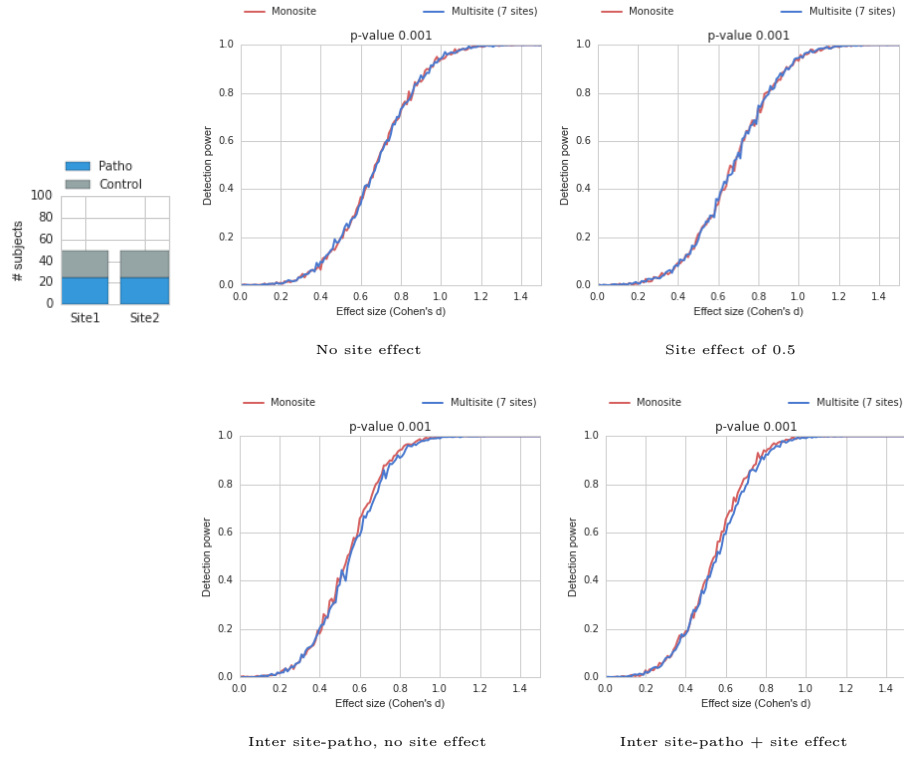 Monosite Multisite (7 sites) Monosite Multisite (7 sites)
p-value 0.001 p-value 0.001
1.0 1.0
0.8 0.8
0.6 0.6
0.4 0.4
0.2 0.2
0.0 0.0
Detection power Detection power
0.0 0.2 0.4 0.6 0.8 1.0 1.2 1.4 0.0 0.2 0.4 0.6 0.8 1.0 1.2 1.4
Effect size (Cohen's d) Effect size (Cohen's d)
Patho
Control
100
80
60
40
20
0
# subjects
Site1 Site2
No site effect Site effect of 0.5
Monosite Multisite (7 sites) Monosite Multisite (7 sites)
p-value 0.001 p-value 0.001
1.0 1.0
0.8 0.8
0.6 0.6
0.4 0.4
0.2 0.2
0.0 0.0
Detection power Detection power
0.0 0.2 0.4 0.6 0.8 1.0 1.2 1.4 0.0 0.2 0.4 0.6 0.8 1.0 1.2 1.4
Effect size (Cohen's d) Effect size (Cohen's d)
Inter site-patho, no site effect Inter site-patho + site effect